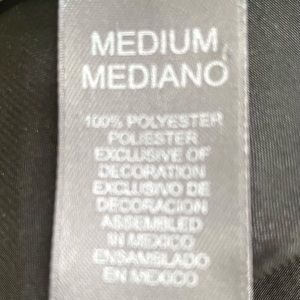 MEDIUM
MEDIANO
100% POLYESTER
POLIESTER
EXCLUSIVE OF
DECORATION
EXCLUSIVO DE
DECORACION
ASSEMBLED
IN MEXICO
ENSAMBLADO
EN MEXICO